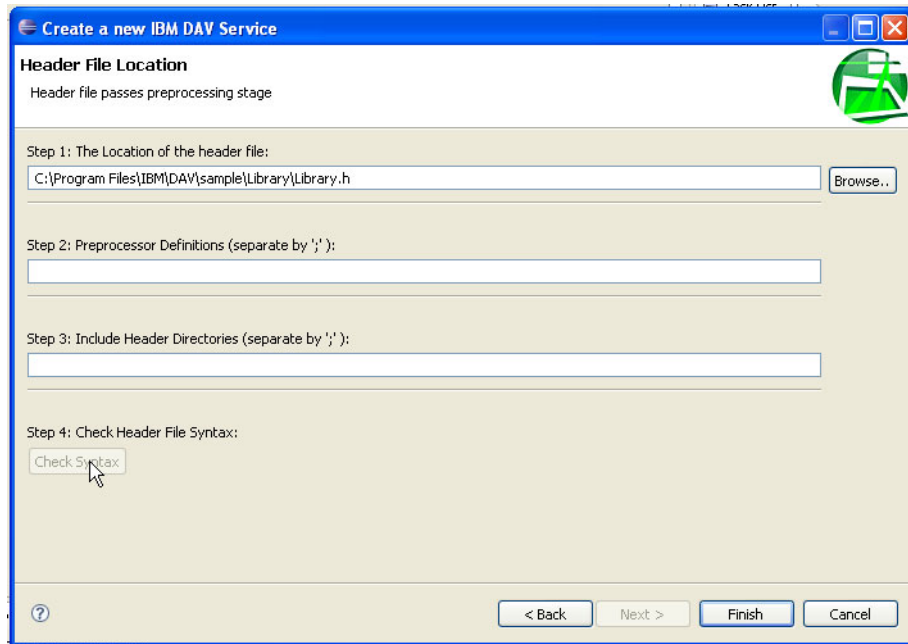 Create a new IBM DAV Service
Header File Location
Header file passes preprocessing stage
Step 1: The Location of the header file:
C:\Program Files\IBM\DAV\sample\Library\Library.h
Browse..
Step 2: Preprocessor Definitions (separate by ';' ):
Step 3: Include Header Directories (separate by ';' ):
Step 4: Check Header File Syntax:
Check Syntax
?
< Back Next > Finish Cancel